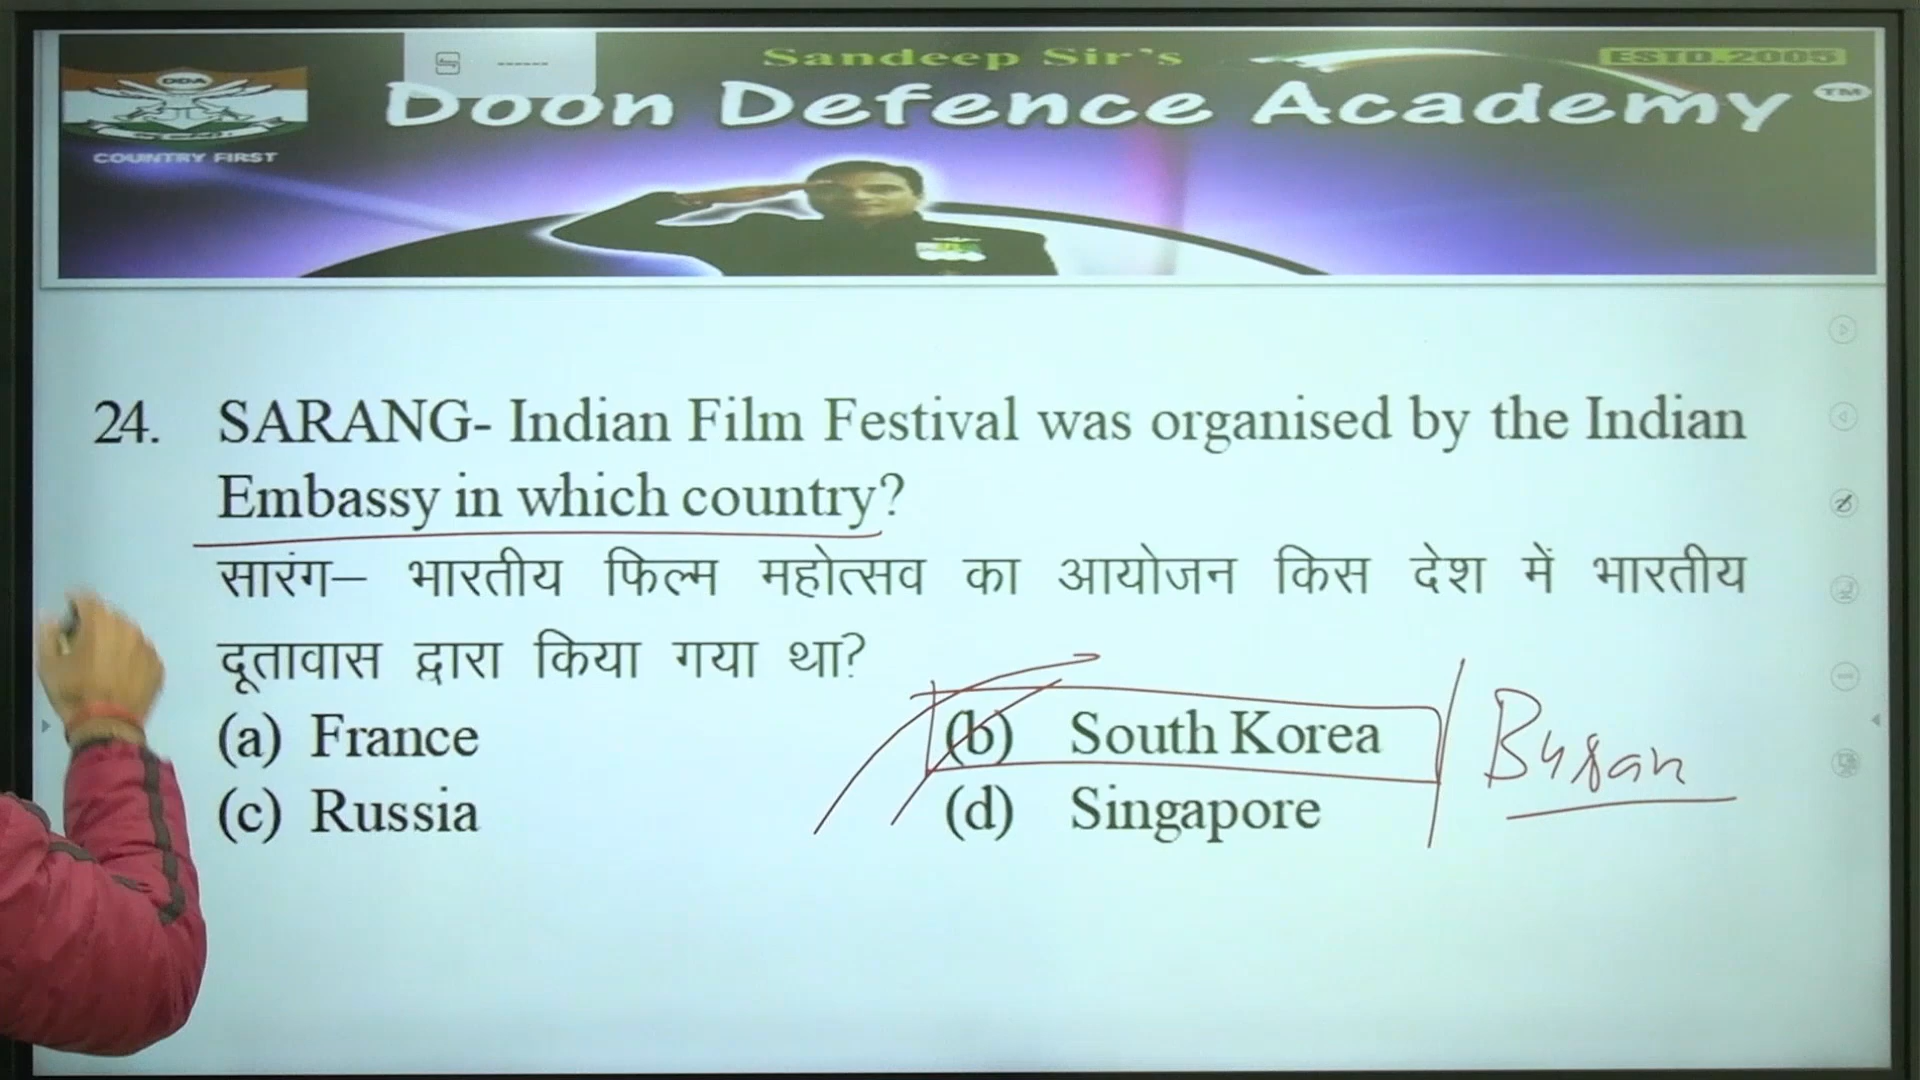 Sandeep Sir's
ESTD.2005
Doon Defence Academy
TM
DDA
COUNTRY FIRST
24. SARANG- Indian Film Festival was organised by the Indian
Embassy in which country?
सारंग– भारतीय फिल्म महोत्सव का आयोजन किस देश में भारतीय
दूतावास द्वारा किया गया था?
(a) France
(b) South Korea
Busan
(c) Russia
(d) Singapore